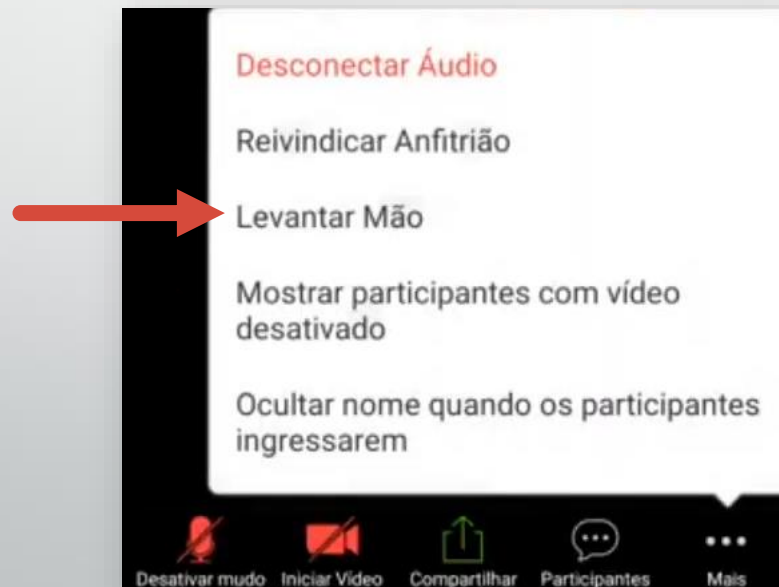 Desconectar Áudio
Reivindicar Anfitrião
Levantar Mão
Mostrar participantes com vídeo
desativado
Ocultar nome quando os participantes
ingressarem
Desativar mudo Iniciar Vídeo Compartilhar Participantes Mais